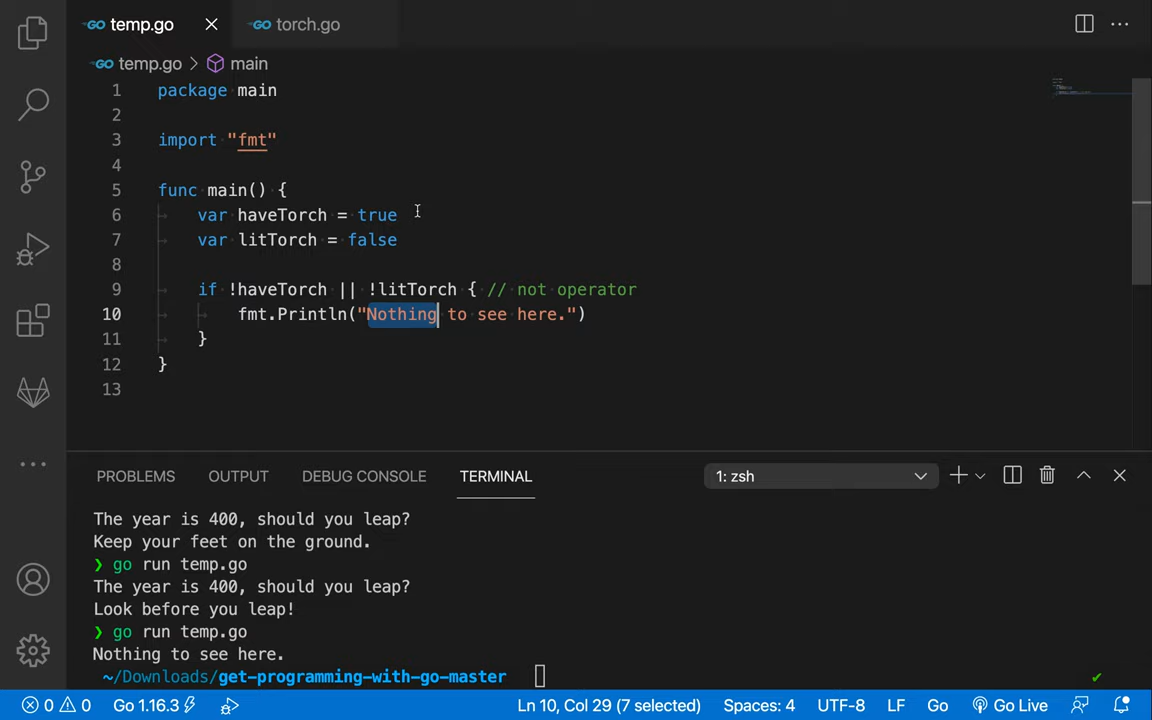 GO temp.go torch.go
GO temp.go > main
1 package main
2
3 import "fmt"
4
5 func main() {
6 var haveTorch = true
7 var litTorch = false
8
9 if !haveTorch || !litTorch { // not operator
10 fmt.Println("Nothing to see here.")
11 }
12 }
13
PROBLEMS OUTPUT DEBUG CONSOLE TERMINAL 1: zsh
The year is 400, should you leap?
Keep your feet on the ground.
❯ go run temp.go
The year is 400, should you leap?
Look before you leap!
❯ go run temp.go
Nothing to see here.
~/Downloads/get-programming-with-go-master
0 0 Go 1.16.3 Ln 10, Col 29 (7 selected) Spaces: 4 UTF-8 LF Go Go Live